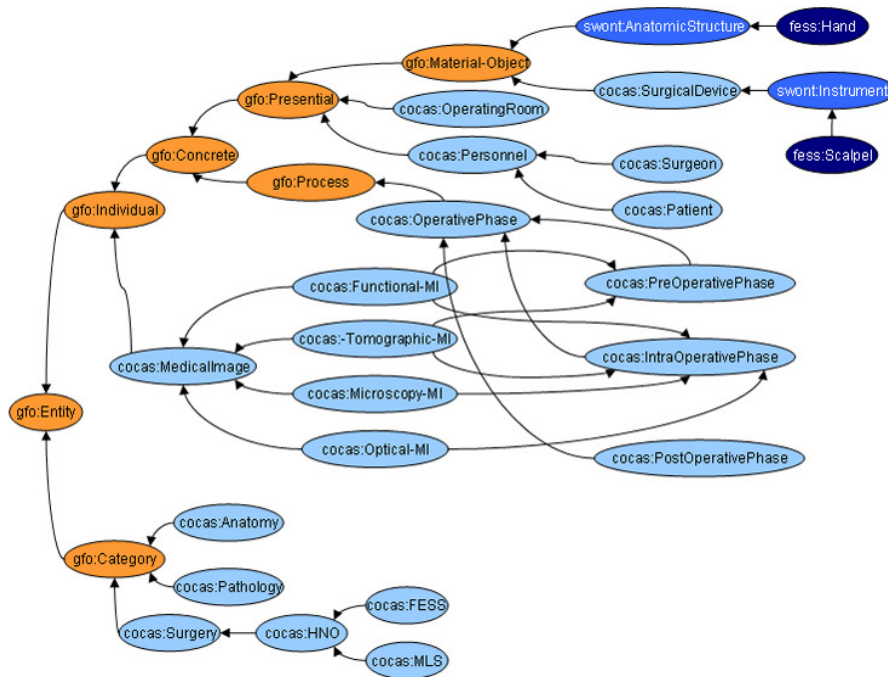 swont:AnatomicStructure
fess:Hand
gfo:Material-Object
gfo:Presential
cocas:SurgicalDevice
swont:Instrument
cocas:OperatingRoom
gfo:Concrete
cocas:Personnel
fess:Scalpel
cocas:Surgeon
gfo:Process
gfo:Individual
cocas:OperativePhase
cocas:Patient
cocas:Functional-MI
cocas:PreOperativePhase
cocas:-Tomographic-MI
cocas:MedicalImage
cocas:IntraOperativePhase
cocas:Microscopy-MI
gfo:Entity
cocas:Optical-MI
cocas:PostOperativePhase
cocas:Anatomy
gfo:Category
cocas:Pathology
cocas:FESS
cocas:Surgery
cocas:HNO
cocas:MLS